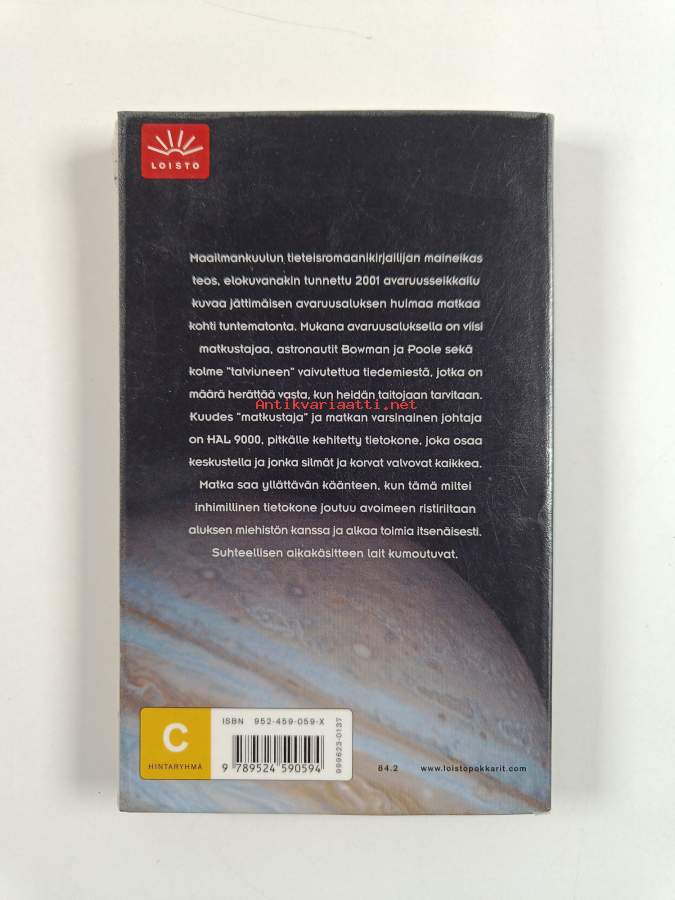 LOISTO
Maailmankuulun tieteisromaanikirjailijan maineikas
teos, elokuvanakin tunnettu 2001 avaruusseikkailu
kuvaa jättimäisen avaruusaluksen huimaa matkaa
kohti tuntematonta. Mukana avaruusaluksella on viisi
matkustajaa, astronautit Bowman ja Poole sekä
kolme "talviuneen" vaivutettua tiedemiestä, jotka on
määrä herättää vasta, kun heidän taitojaan tarvitaan.
Antikvariaatti.net
Kuudes "matkustaja" ja matkan varsinainen johtaja
on HAL 9000, pitkälle kehitetty tietokone, joka osaa
keskustella ja jonka silmät ja korvat valvovat kaikkea.
Matka saa yllättävän käänteen, kun tämä miltei
inhimillinen tietokone joutuu avoimeen ristiriitaan
aluksen miehistön kanssa ja alkaa toimia itsenäisesti.
Suhteellisen aikakäsitteen lait kumoutuvat.
C
HINTARYHMÄ
ISBN 952-459-059-X
9 789524 590594
999623-0137
84.2 www.loistopokkarit.com